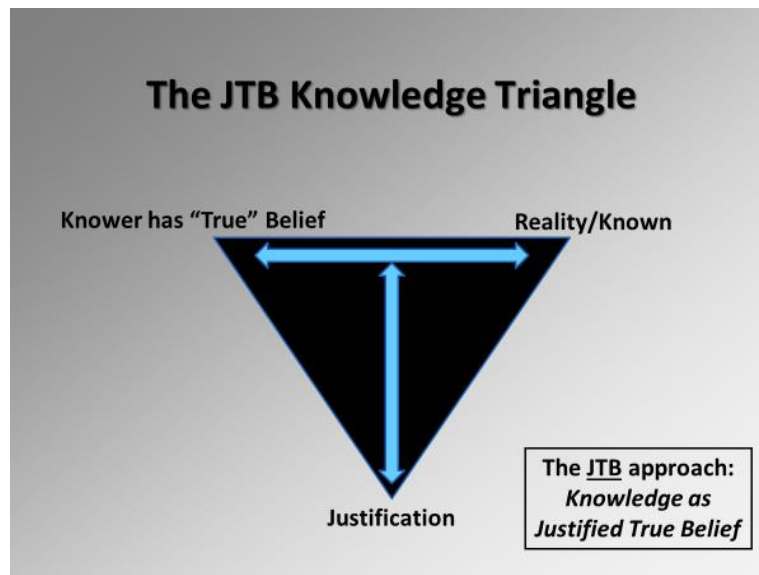 The JTB Knowledge Triangle
Knower has “True” Belief
Reality/Known
Justification
The JTB approach:
Knowledge as
Justified True Belief